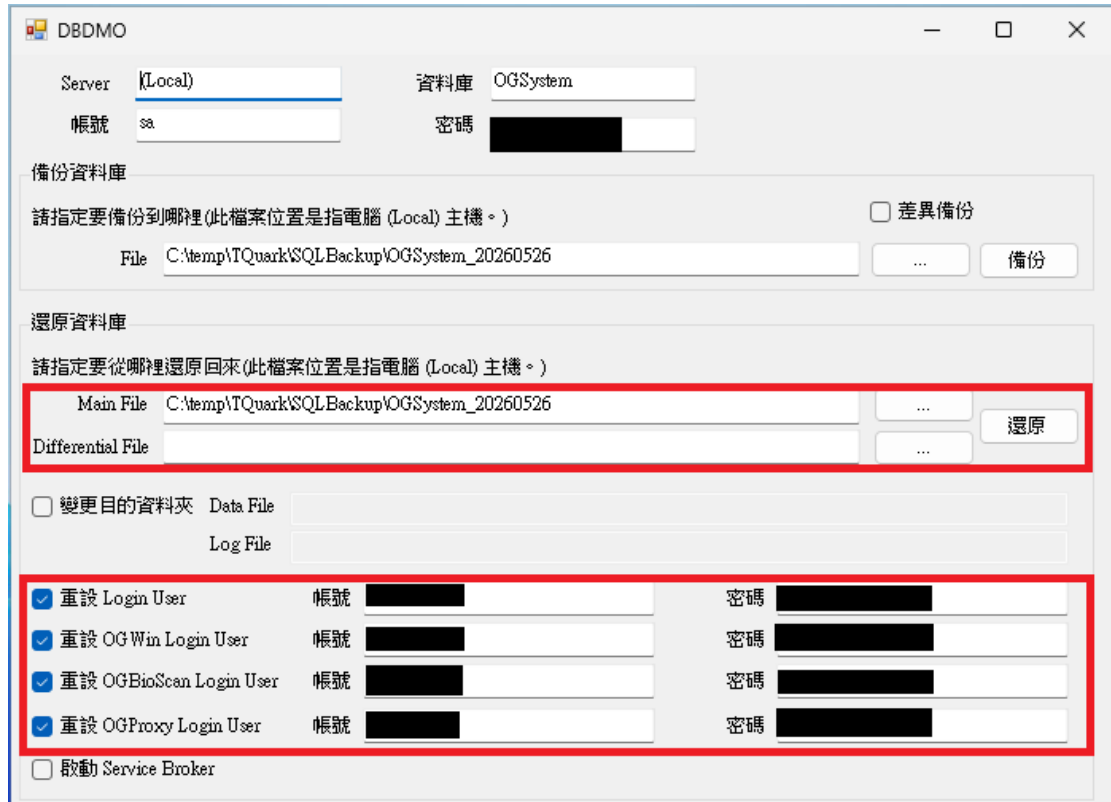 DBDMO
Server (Local) 資料庫 OGSystem
帳號 sa 密碼
備份資料庫
請指定要備份到哪裡(此檔案位置是指電腦 (Local) 主機。)
差異備份
File C:\temp\TQuark\SQLBackup\OGSystem_20260526 ... 備份
還原資料庫
請指定要從哪裡還原回來(此檔案位置是指電腦 (Local) 主機。)
Main File C:\temp\TQuark\SQLBackup\OGSystem_20260526 ...
還原
Differential File ...
變更目的資料夾 Data File
Log File
重設 Login User 帳號 密碼
重設 OGWin Login User 帳號 密碼
重設 OGBioScan Login User 帳號 密碼
重設 OGProxy Login User 帳號 密碼
啟動 Service Broker